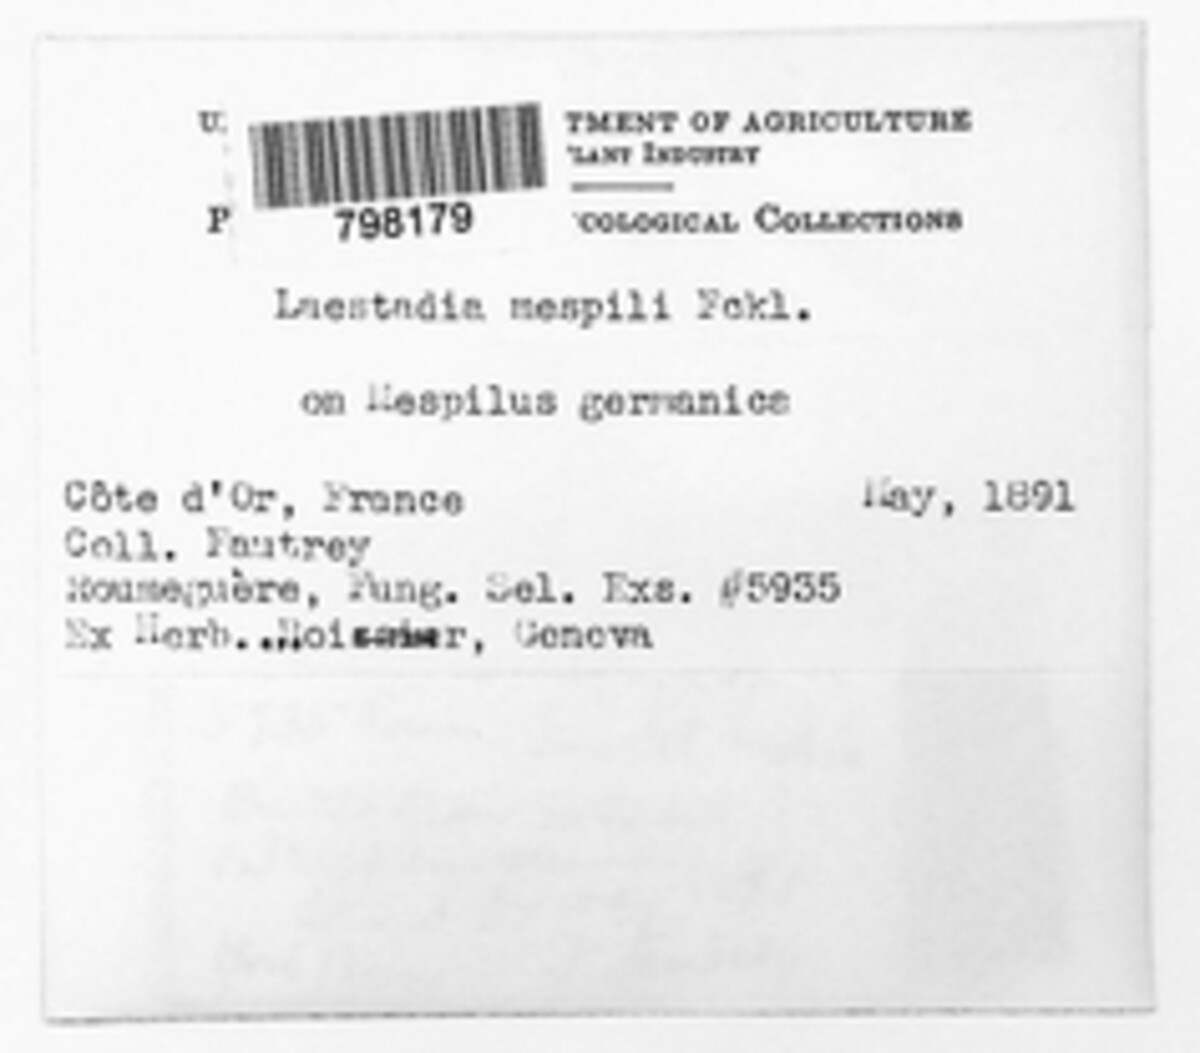 U. TMENT OF AGRICULTURE
LANT INDUSTRY
P COLOGICAL COLLECTIONS
798179
Laestadia mespili Fckl.
on Mespilus germanica
Côte d'Or, France May, 1891
Coll. Fautrey
Roumeguère, Fung. Sel. Exs. #5935
Ex Herb. Boissier, Geneva